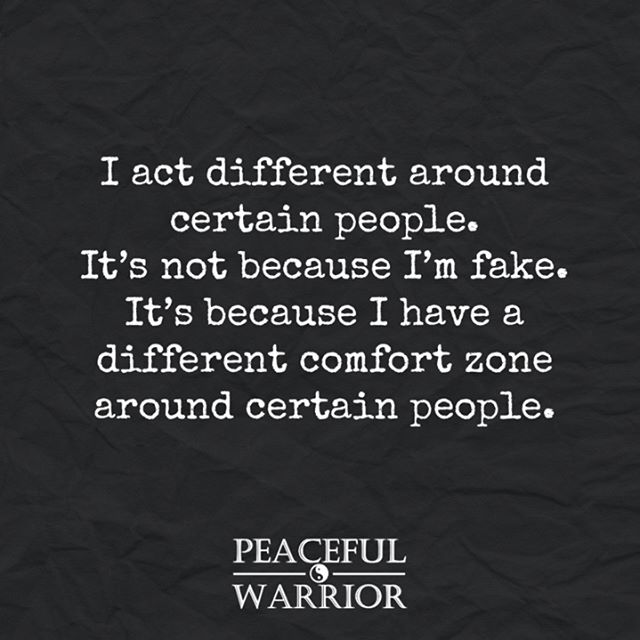 I act different around
certain people.
It's not because I'm fake.
It's because I have a
different comfort zone
around certain people.
PEACEFUL
WARRIOR